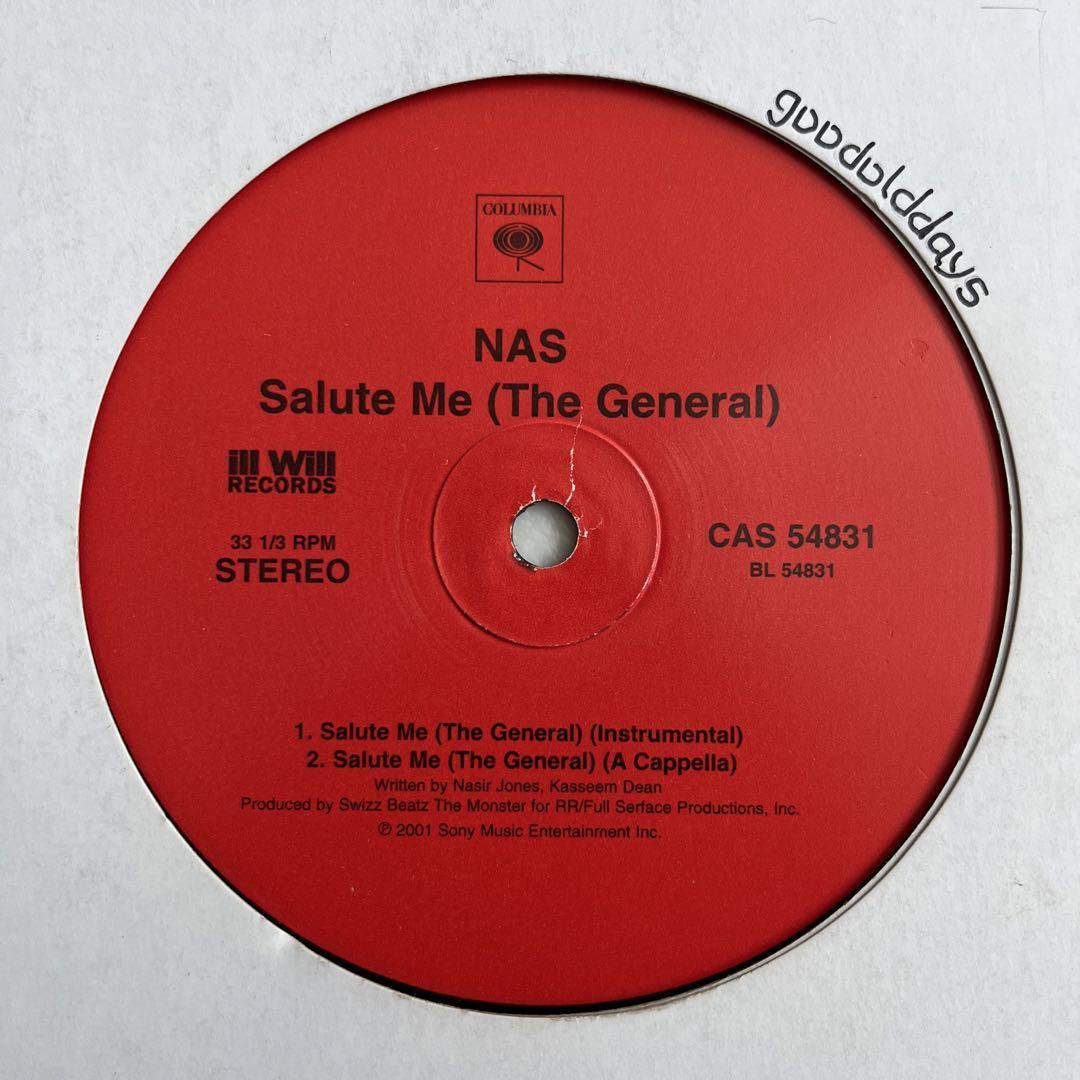 goodolddays
COLUMBIA
NAS
Salute Me (The General)
ill Will
RECORDS
33 1/3 RPM
STEREO
CAS 54831
BL 54831
1. Salute Me (The General) (Instrumental)
2. Salute Me (The General) (A Cappella)
Written by Nasir Jones, Kasseem Dean
Produced by Swizz Beatz The Monster for RR/Full Serface Productions, Inc.
℗ 2001 Sony Music Entertainment Inc.